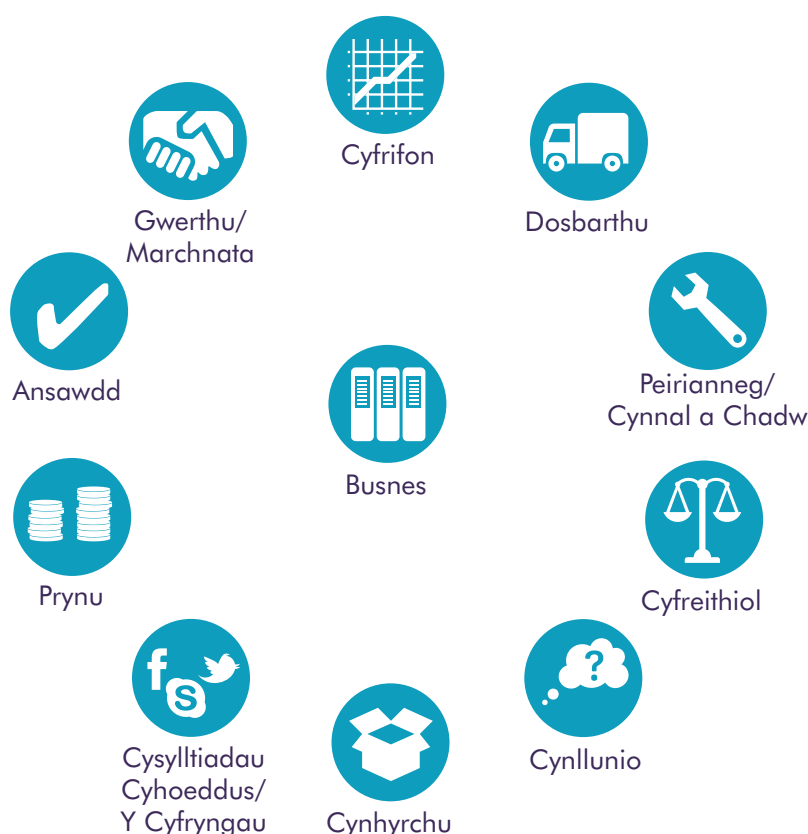 Cyfrifon
Gwerthu/
Marchnata
Dosbarthu
Ansawdd
Peirianneg/
Cynnal a Chadw
Busnes
Prynu
Cyfreithiol
f
S
?
Cysylltiadau
Cyhoeddus/
Y Cyfryngau
Cynllunio
Cynhyrchu